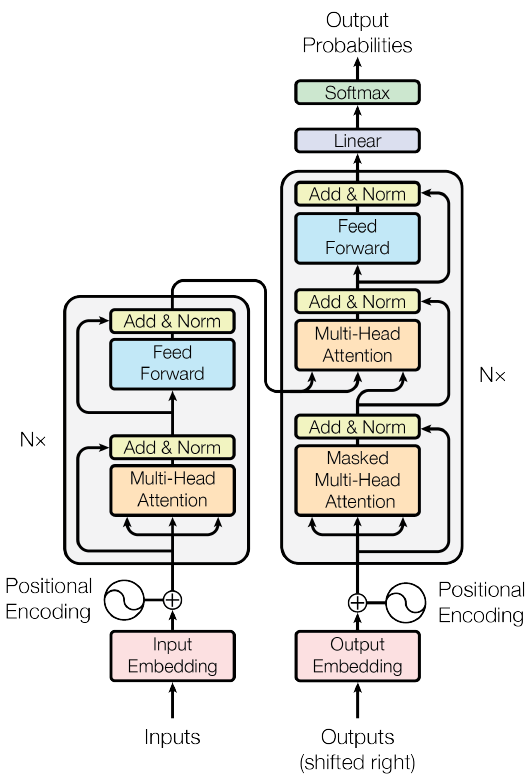 Output
Probabilities
Softmax
Linear
Add & Norm
Feed
Forward
Add & Norm
Multi-Head
Attention
Nx
Add & Norm
Masked
Multi-Head
Attention
Positional
Encoding
Output
Embedding
Outputs
(shifted right)
Add & Norm
Feed
Forward
Nx
Add & Norm
Multi-Head
Attention
Positional
Encoding
Input
Embedding
Inputs